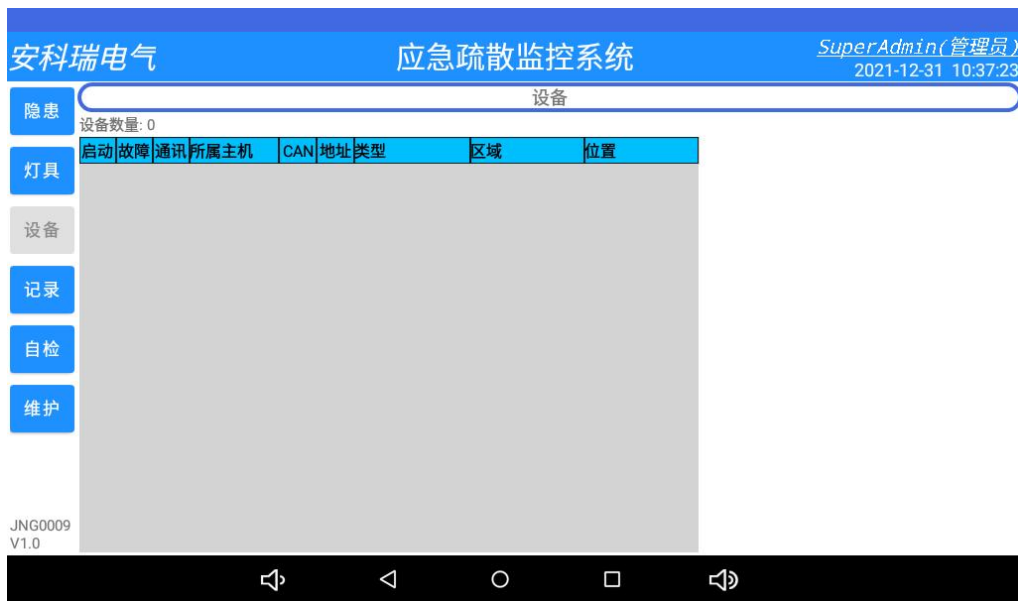 安科瑞电气
应急疏散监控系统
SuperAdmin(管理员)
2021-12-31 10:37:23
设备
设备数量: 0
启动 故障 通讯 所属主机 CAN 地址 类型 区域 位置
隐患
灯具
设备
记录
自检
维护
JNG0009
V1.0